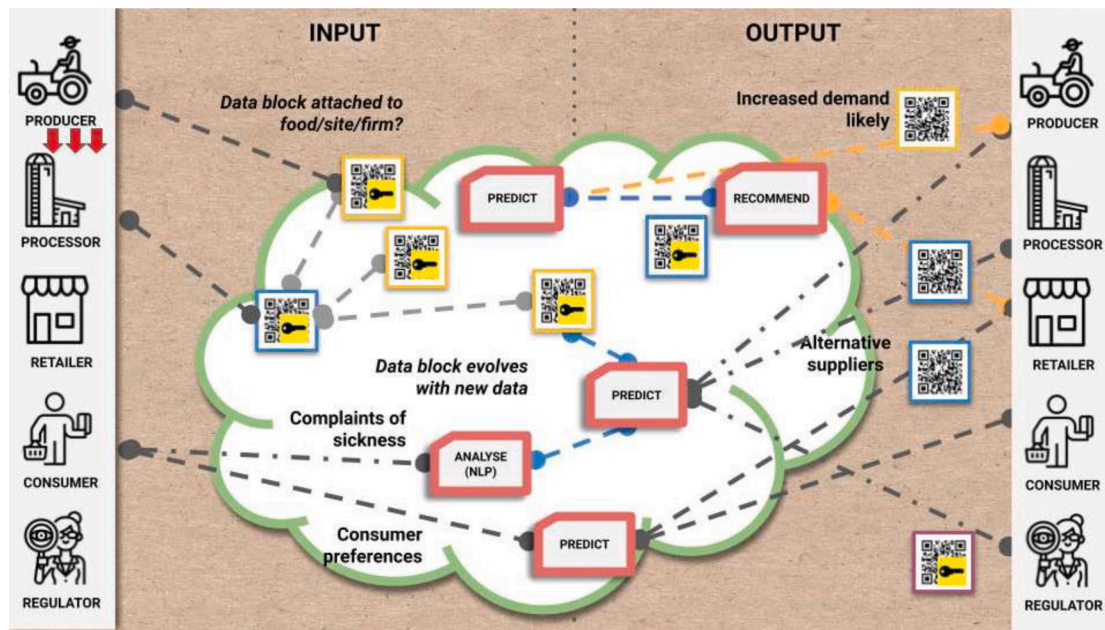 INPUT
OUTPUT
PRODUCER
PROCESSOR
RETAILER
CONSUMER
REGULATOR
Data block attached to
food/site/firm?
PREDICT
Data block evolves
with new data
Complaints of
sickness
ANALYSE
(NLP)
PREDICT
Consumer
preferences
PREDICT
Increased demand
likely
RECOMMEND
Alternative
suppliers
PRODUCER
PROCESSOR
RETAILER
CONSUMER
REGULATOR